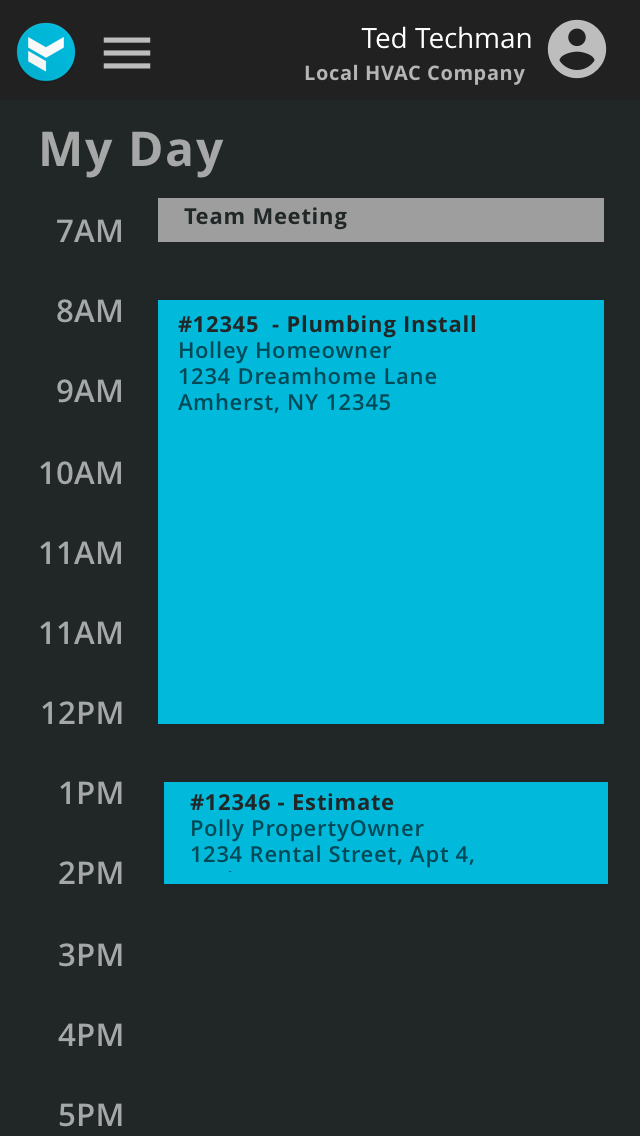 Ted Techman
Local HVAC Company
My Day
7AM
Team Meeting
8AM
#12345  - Plumbing Install
Holley Homeowner
1234 Dreamhome Lane
9AM
Amherst, NY 12345
10AM
11AM
11AM
12PM
1PM
#12346 - Estimate
Polly PropertyOwner
1234 Rental Street, Apt 4,
2PM
3PM
4PM
5PM